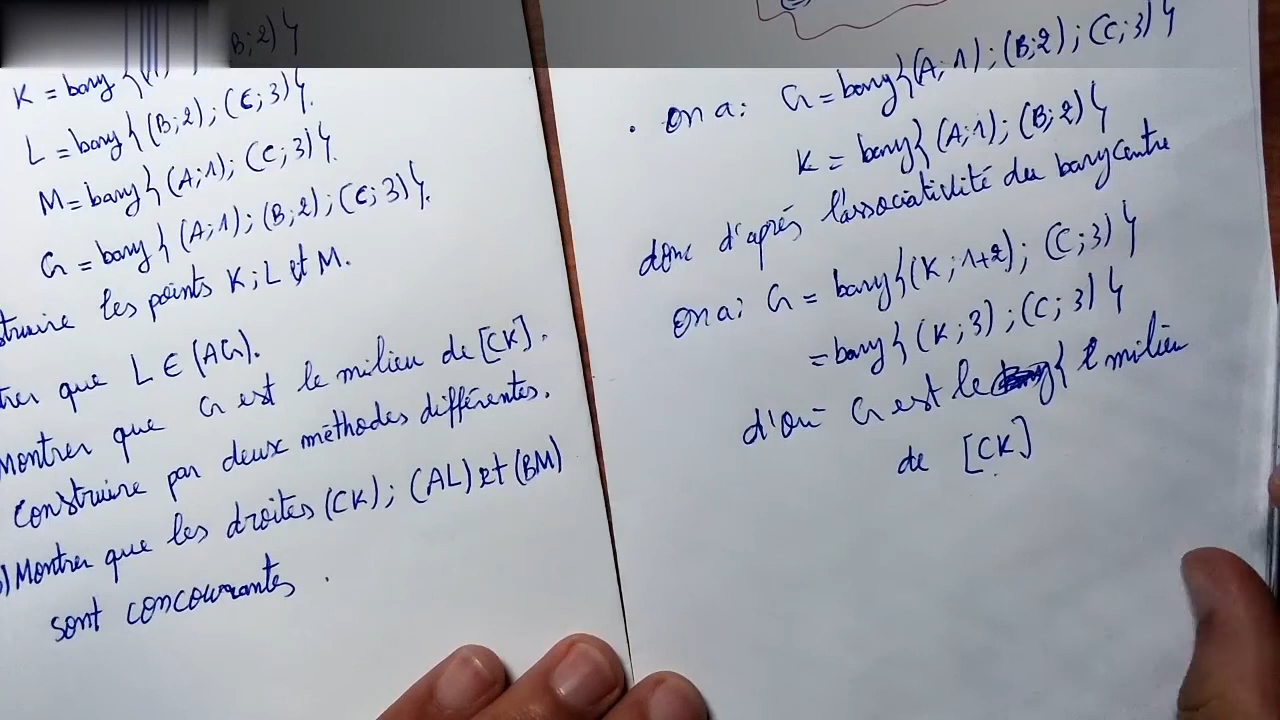 K = bary { B; 2) }
L = bary { (B; 2) ; (C; 3) }.
M = bary { (A; 1) ; (C; 3) }.
G = bary { (A; 1) ; (B; 2) ; (C; 3) }.
truire les points K ; L et M.
trer que L ∈ (AG).
Montrer que G est le milieu de [CK].
construire par deux méthodes différentes.
) Montrer que les droites (CK) ; (AL) et (BM)
sont concourantes .
. on a : G = bary { (A; 1) ; (B; 2) ; (C; 3) }
K = bary { (A; 1) ; (B; 2) }
donc d'après l'associativité du barycentre
on a : G = bary { (K ; 1+2) ; (C; 3) }
= bary { (K; 3) ; (C; 3) }
d'où G est le { l milieu
de [CK]